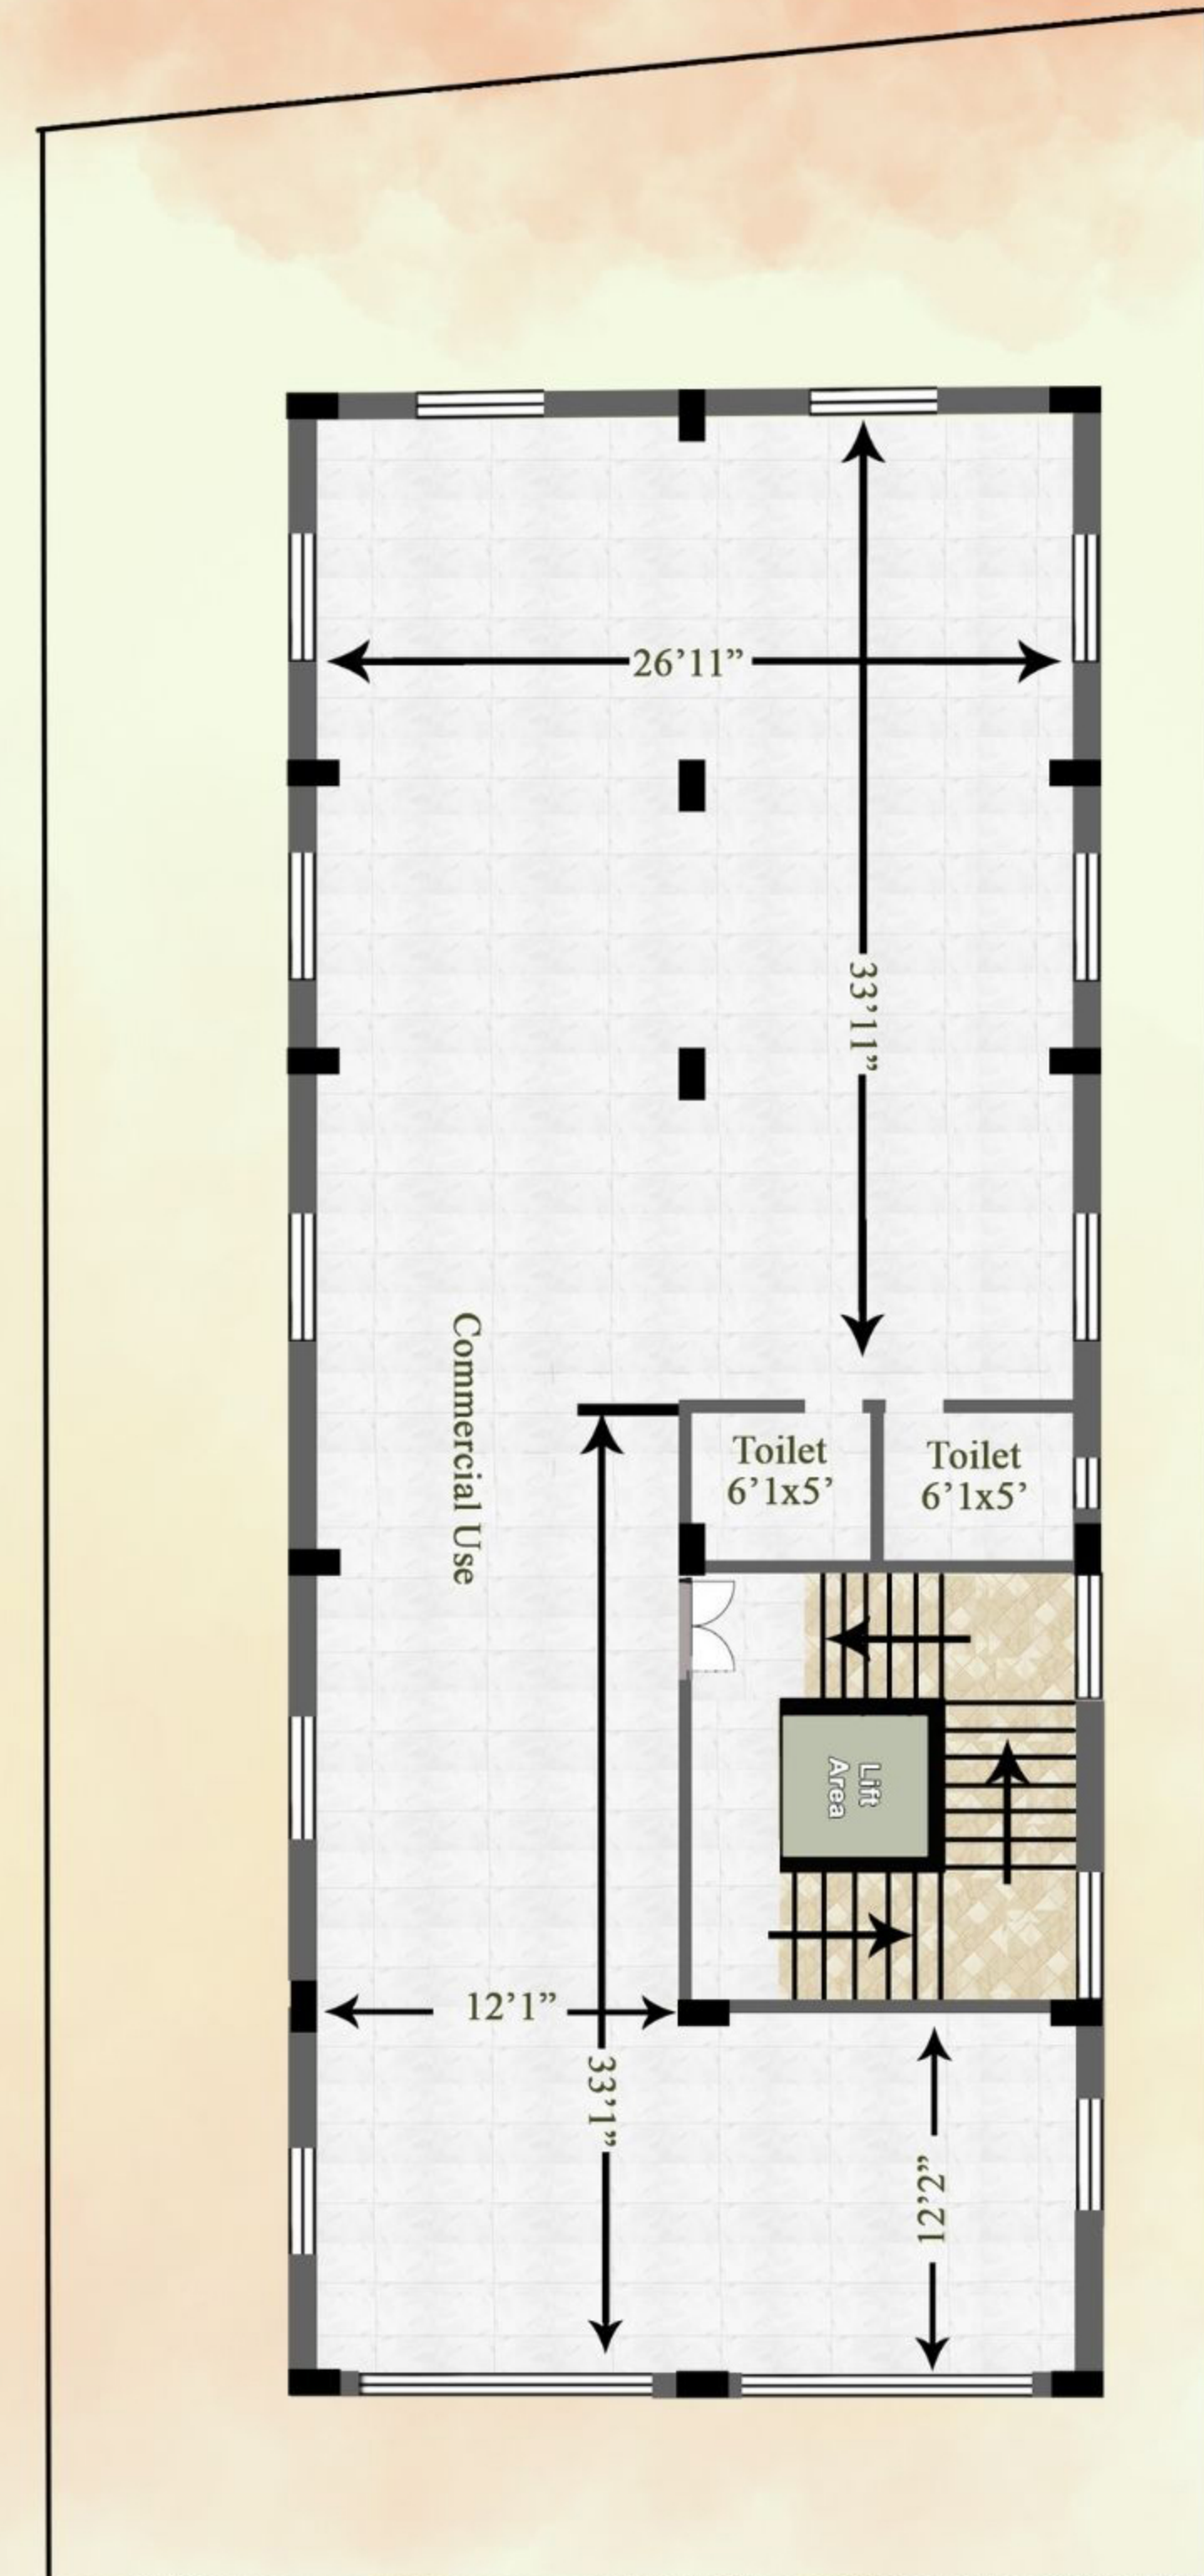 26’11”
33’11”
Commercial Use
Toilet
6’1x5’
Toilet
6’1x5’
Lift
Area
12’1”
33’1”
12’2”